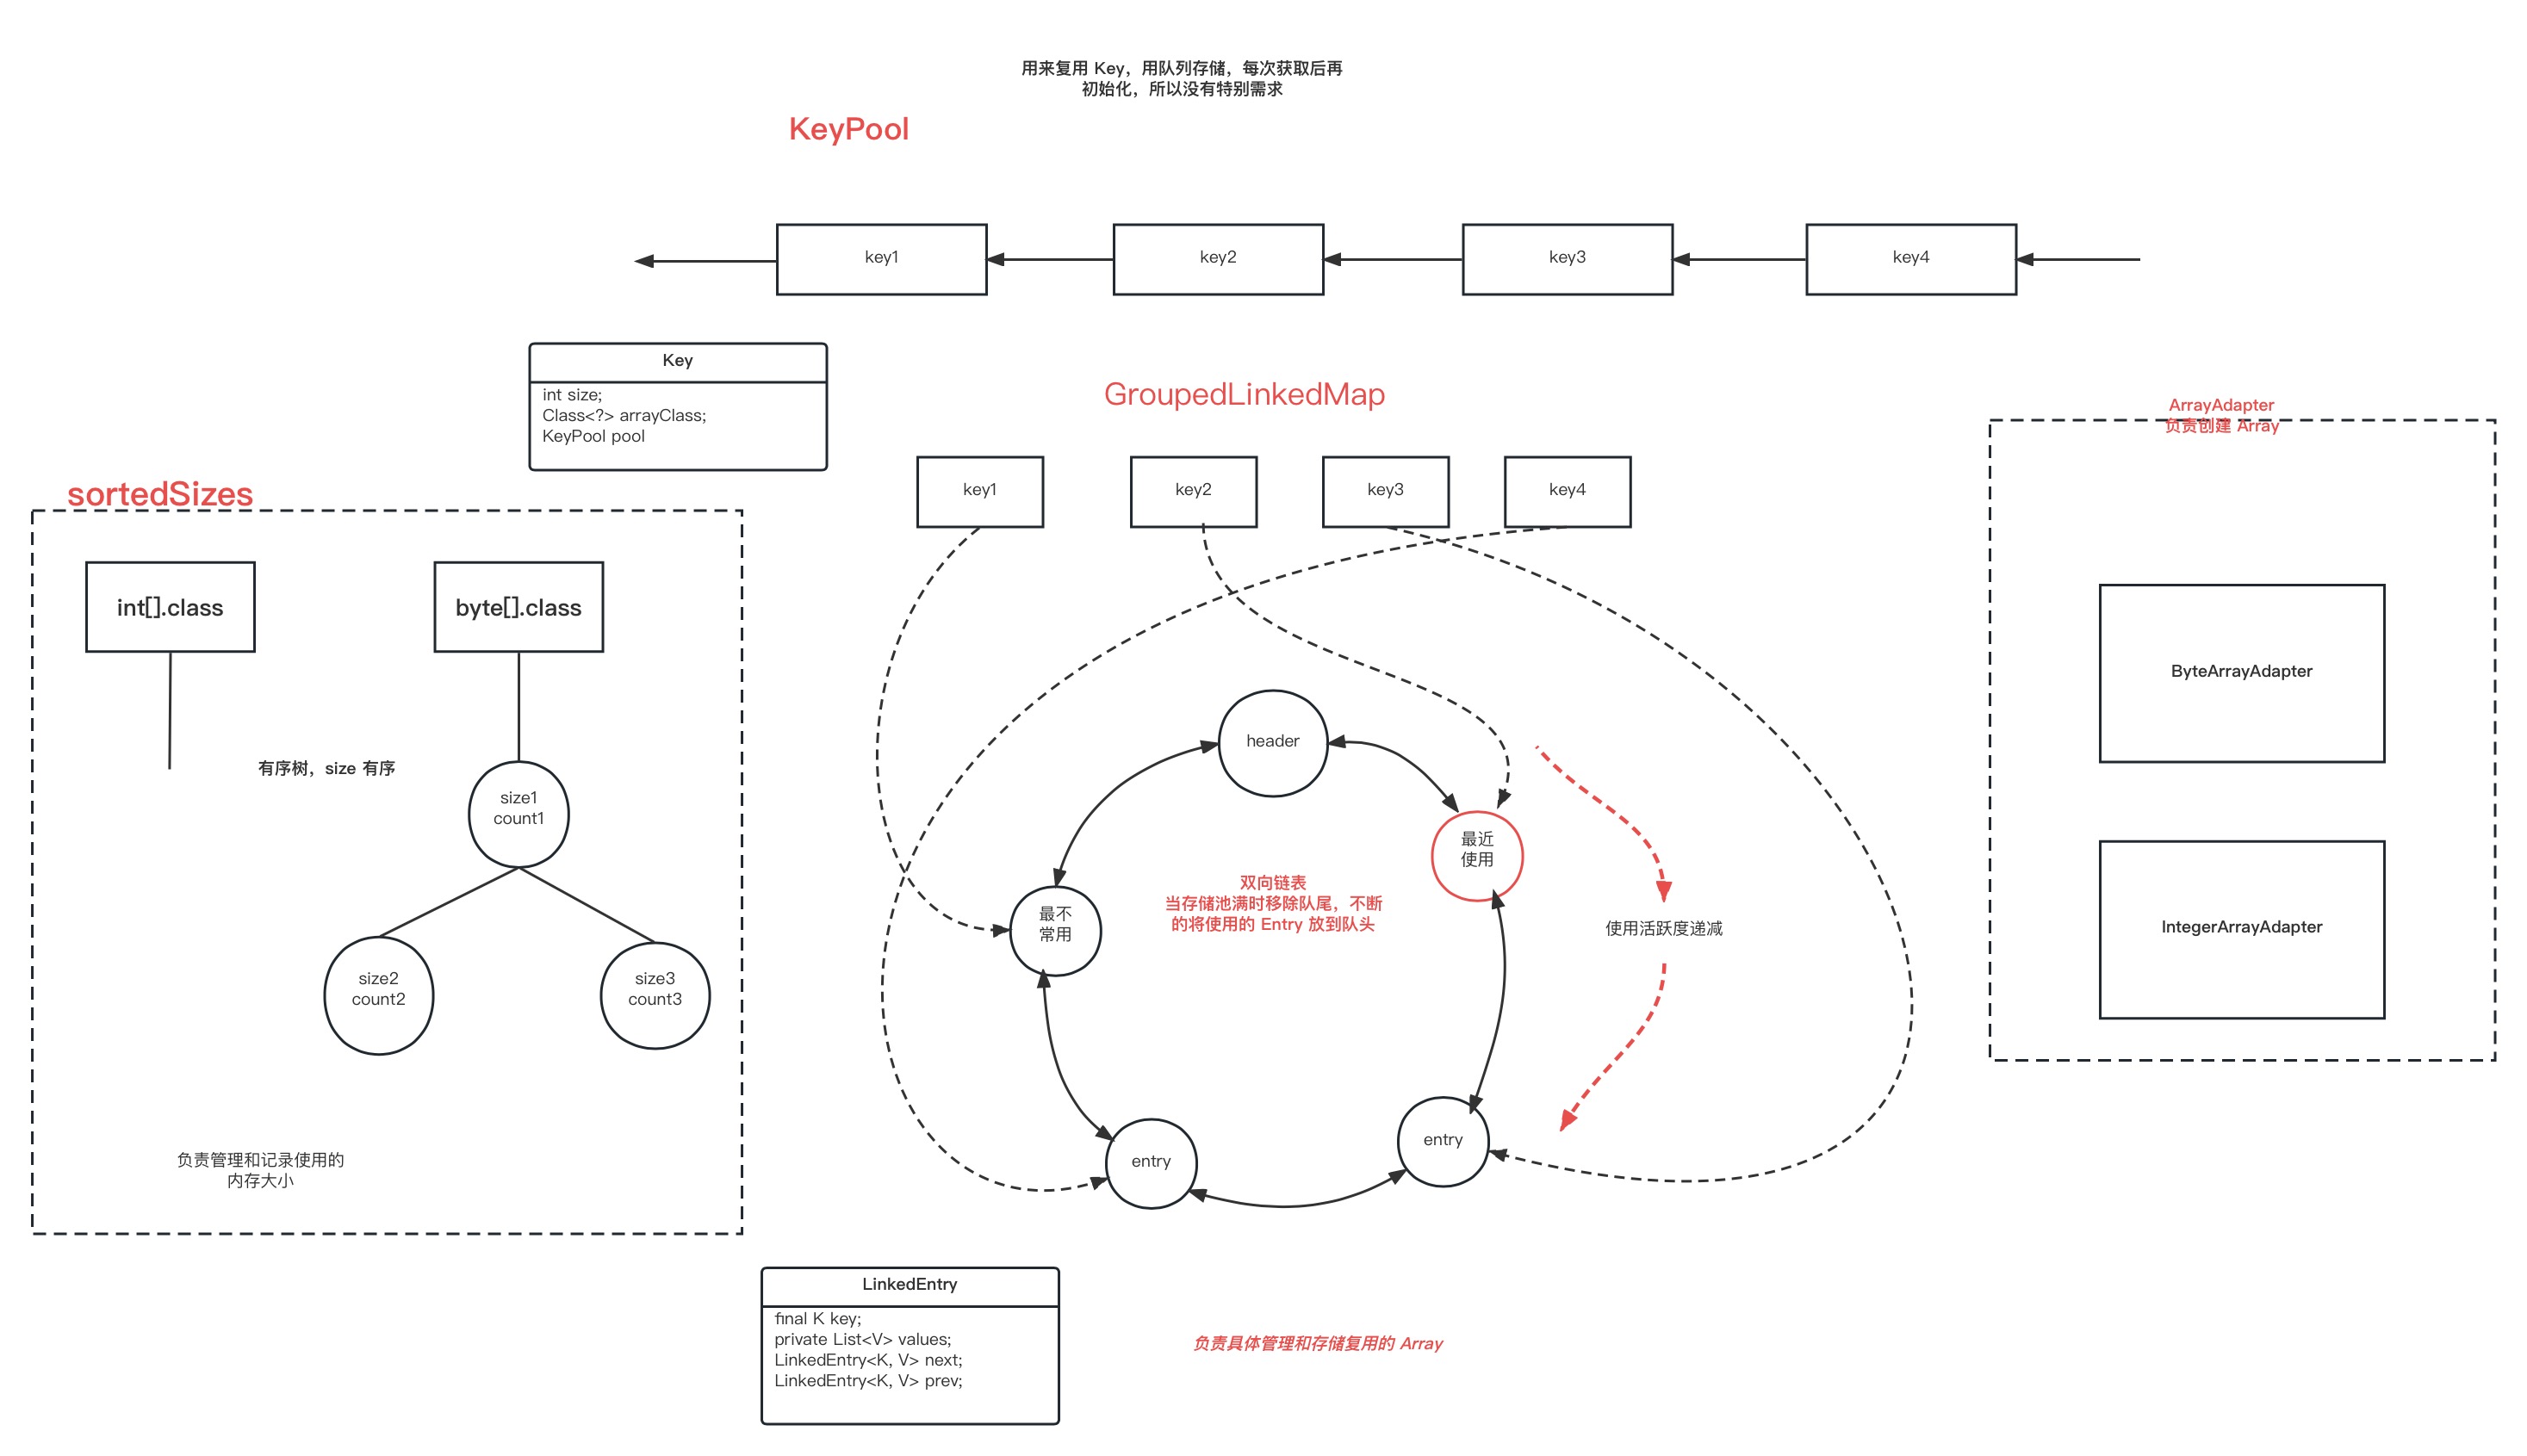 用来复用 Key，用队列存储，每次获取后再
初始化，所以没有特别需求
KeyPool
key1
key2
key3
key4
Key
int size;
Class<?> arrayClass;
KeyPool pool
GroupedLinkedMap
ArrayAdapter
负责创建 Array
key1
key2
key3
key4
sortedSizes
int[].class
byte[].class
有序树，size 有序
size1
count1
size2
count2
size3
count3
负责管理和记录使用的
内存大小
header
最近
使用
最不
常用
双向链表
当存储池满时移除队尾，不断
的将使用的 Entry 放到队头
使用活跃度递减
entry
entry
ByteArrayAdapter
IntegerArrayAdapter
LinkedEntry
final K key;
private List<V> values;
LinkedEntry<K, V> next;
LinkedEntry<K, V> prev;
负责具体管理和存储复用的 Array